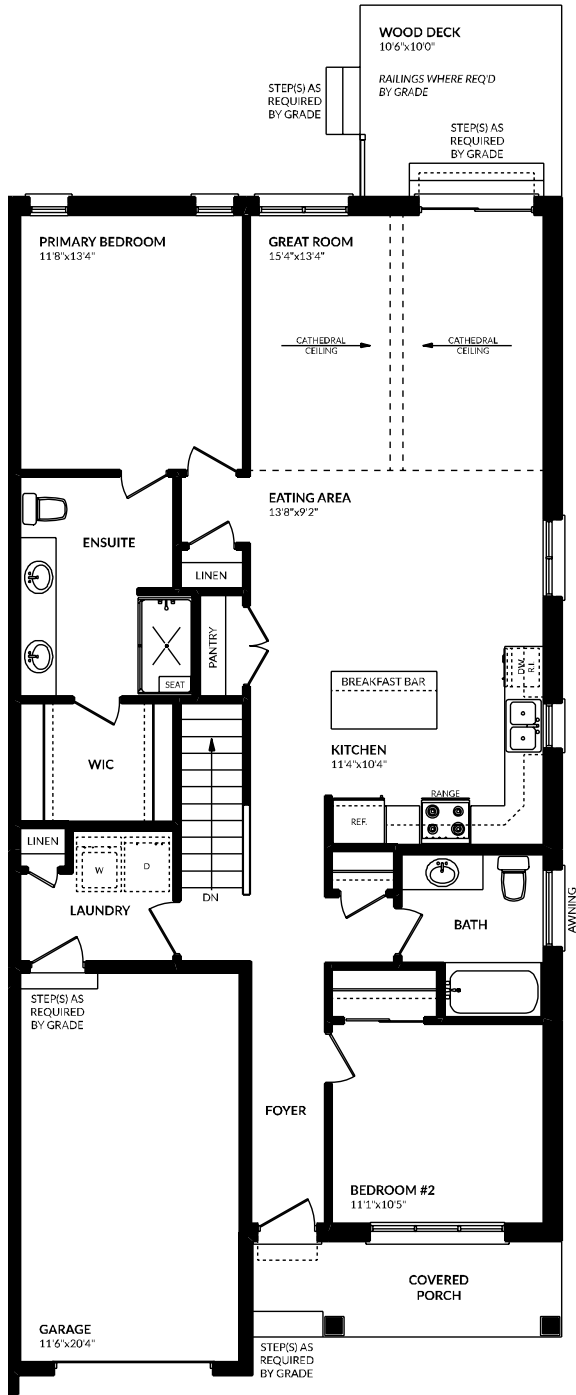 WOOD DECK
10'6"x10'0"
RAILINGS WHERE REQ'D
BY GRADE
STEP(S) AS
REQUIRED
BY GRADE
STEP(S) AS
REQUIRED
BY GRADE
PRIMARY BEDROOM
11'8"x13'4"
GREAT ROOM
15'4"x13'4"
CATHEDRAL
CEILING
CATHEDRAL
CEILING
EATING AREA
13'8"x9'2"
ENSUITE
LINEN
PANTRY
SEAT
BREAKFAST BAR
DW
R.I.
KITCHEN
11'4"x10'4"
WIC
RANGE
REF.
LINEN
W
D
DN
LAUNDRY
BATH
AWNING
STEP(S) AS
REQUIRED
BY GRADE
FOYER
BEDROOM #2
11'1"x10'5"
COVERED
PORCH
GARAGE
11'6"x20'4"
STEP(S) AS
REQUIRED
BY GRADE